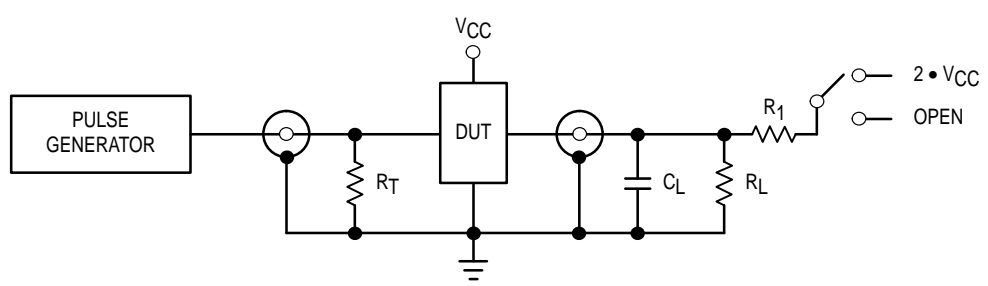 VCC
2 • VCC
OPEN
R1
PULSE
GENERATOR
DUT
RT
CL
RL